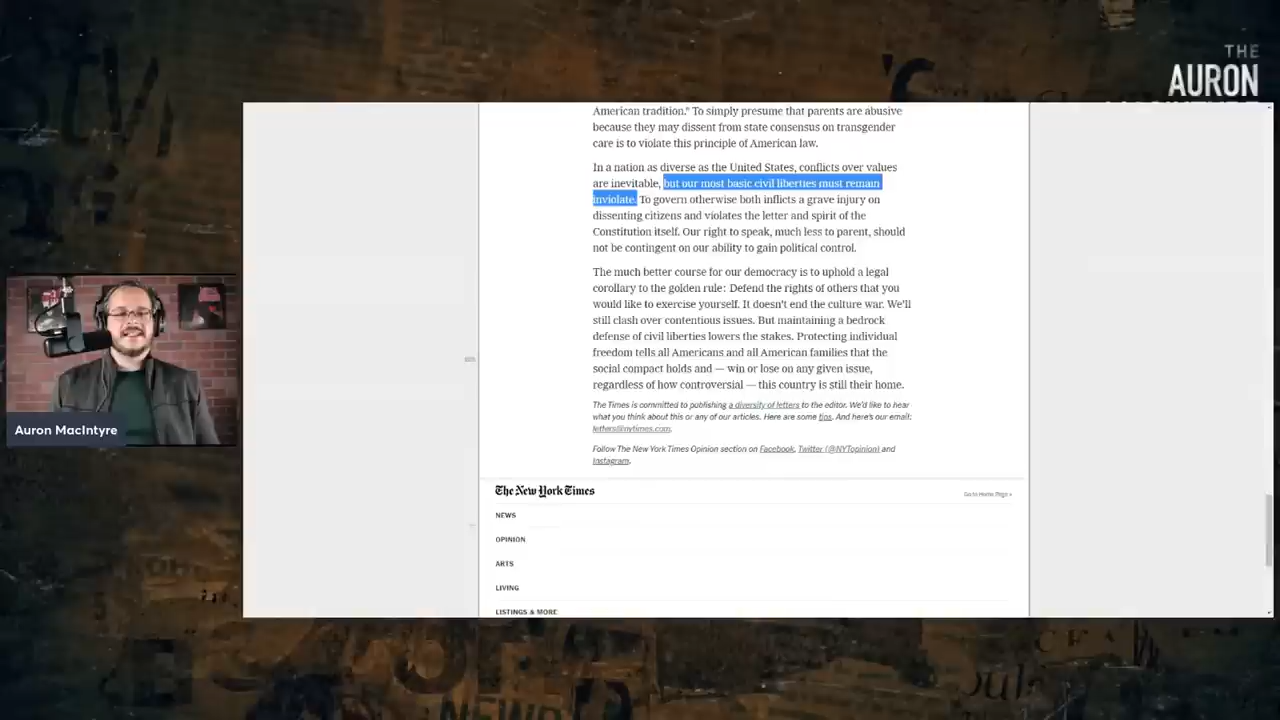 THE
AURON
American tradition." To simply presume that parents are abusive
because they may dissent from state consensus on transgender
care is to violate this principle of American law.
In a nation as diverse as the United States, conflicts over values
are inevitable, but our most basic civil liberties must remain
inviolate. To govern otherwise both inflicts a grave injury on
dissenting citizens and violates the letter and spirit of the
Constitution itself. Our right to speak, much less to parent, should
not be contingent on our ability to gain political control.
The much better course for our democracy is to uphold a legal
corollary to the golden rule: Defend the rights of others that you
would like to exercise yourself. It doesn't end the culture war. We'll
still clash over contentious issues. But maintaining a bedrock
defense of civil liberties lowers the stakes. Protecting individual
freedom tells all Americans and all American families that the
social compact holds and — win or lose on any given issue,
regardless of how controversial — this country is still their home.
The Times is committed to publishing a diversity of letters to the editor. We'd like to hear
what you think about this or any of our articles. Here are some tips. And here's our email:
letters@nytimes.com.
Follow The New York Times Opinion section on Facebook, Twitter (@NYTopinion) and
Instagram.
The New York Times
Go to Home Page »
NEWS
OPINION
ARTS
LIVING
LISTINGS & MORE
Auron MacIntyre